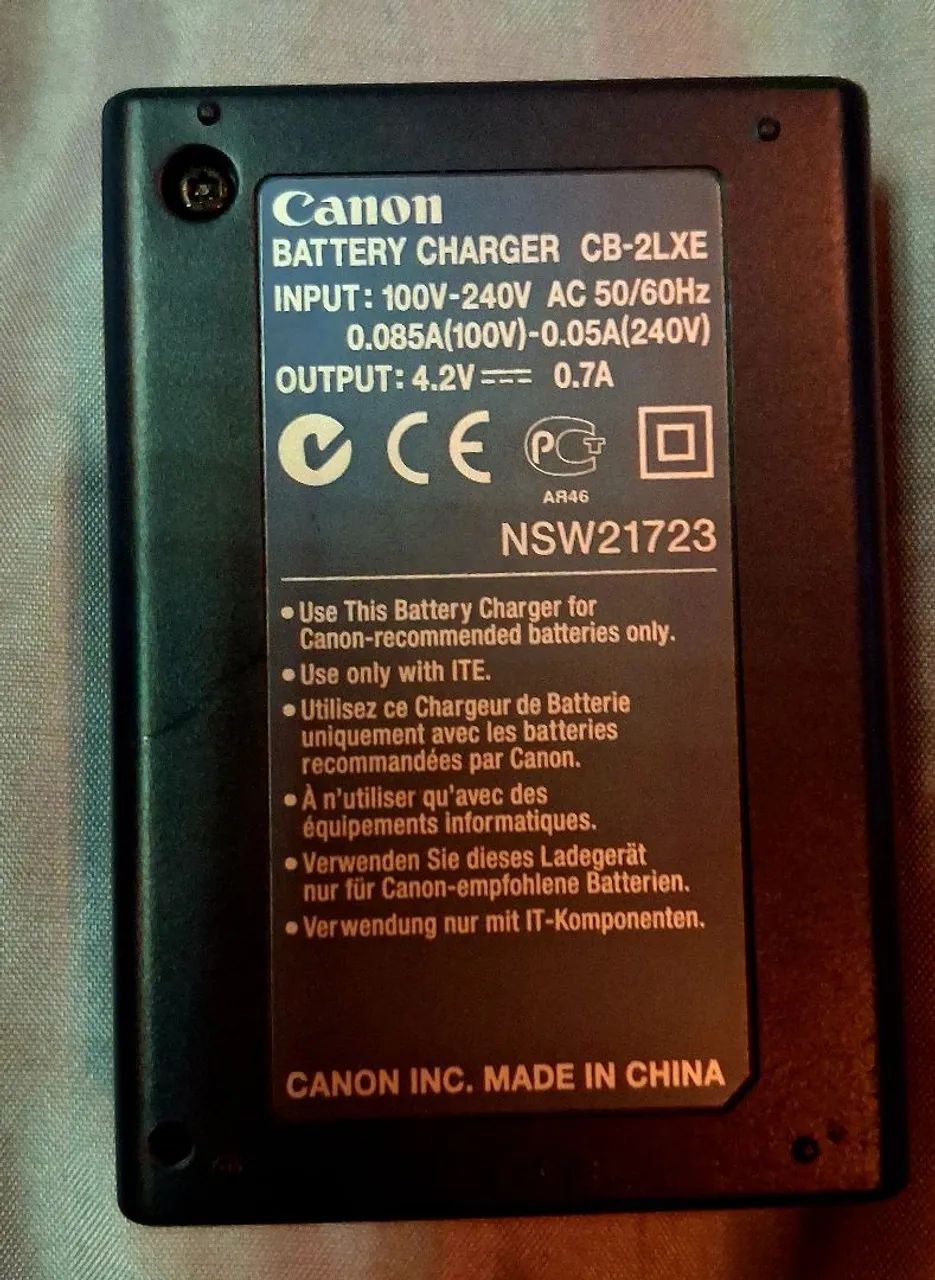 Canon
BATTERY CHARGER CB-2LXE
INPUT: 100V-240V AC 50/60Hz
0.085A(100V)-0.05A(240V)
OUTPUT: 4.2V⎓ 0.7A
CE PCT
AR46
NSW21723
• Use This Battery Charger for
Canon-recommended batteries only.
• Use only with ITE.
• Utilisez ce Chargeur de Batterie
uniquement avec les batteries
recommandées par Canon.
• À n'utiliser qu'avec des
équipements informatiques.
• Verwenden Sie dieses Ladegerät
nur für Canon-empfohlene Batterien.
• Verwendung nur mit IT-Komponenten.
CANON INC. MADE IN CHINA